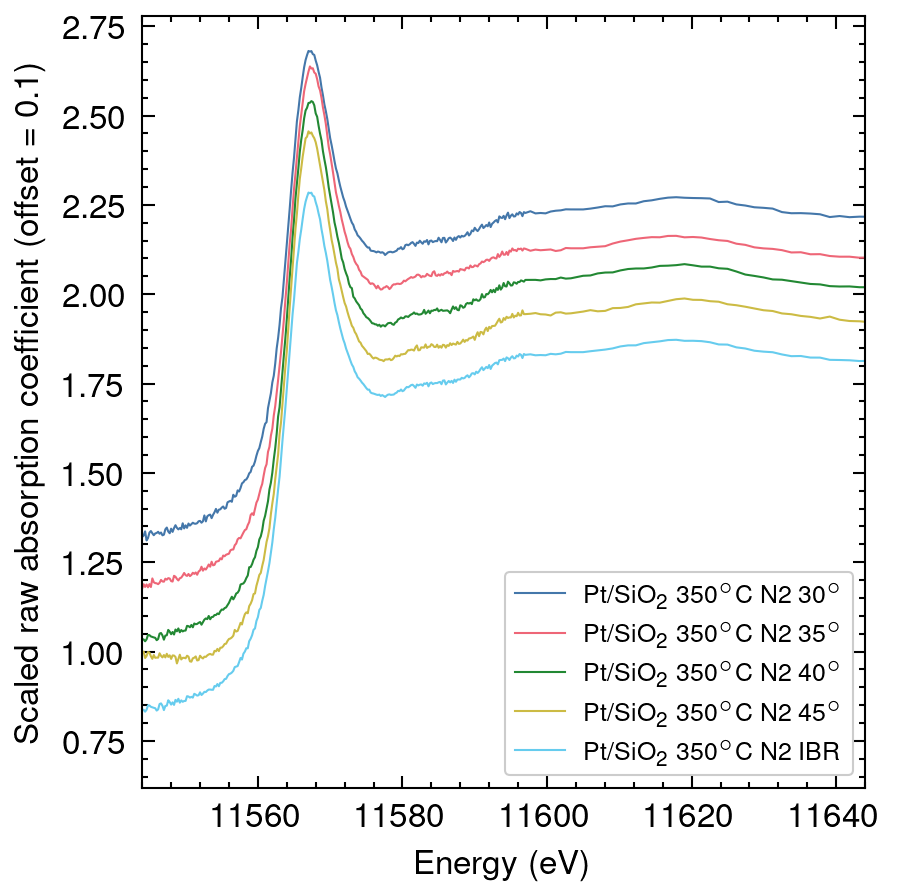 Scaled raw absorption coefficient (offset = 0.1)
2.75
2.50
2.25
2.00
1.75
1.50
1.25
1.00
0.75
Pt/SiO₂ 350°C N2 30°
Pt/SiO₂ 350°C N2 35°
Pt/SiO₂ 350°C N2 40°
Pt/SiO₂ 350°C N2 45°
Pt/SiO₂ 350°C N2 IBR
11560 11580 11600 11620 11640
Energy (eV)